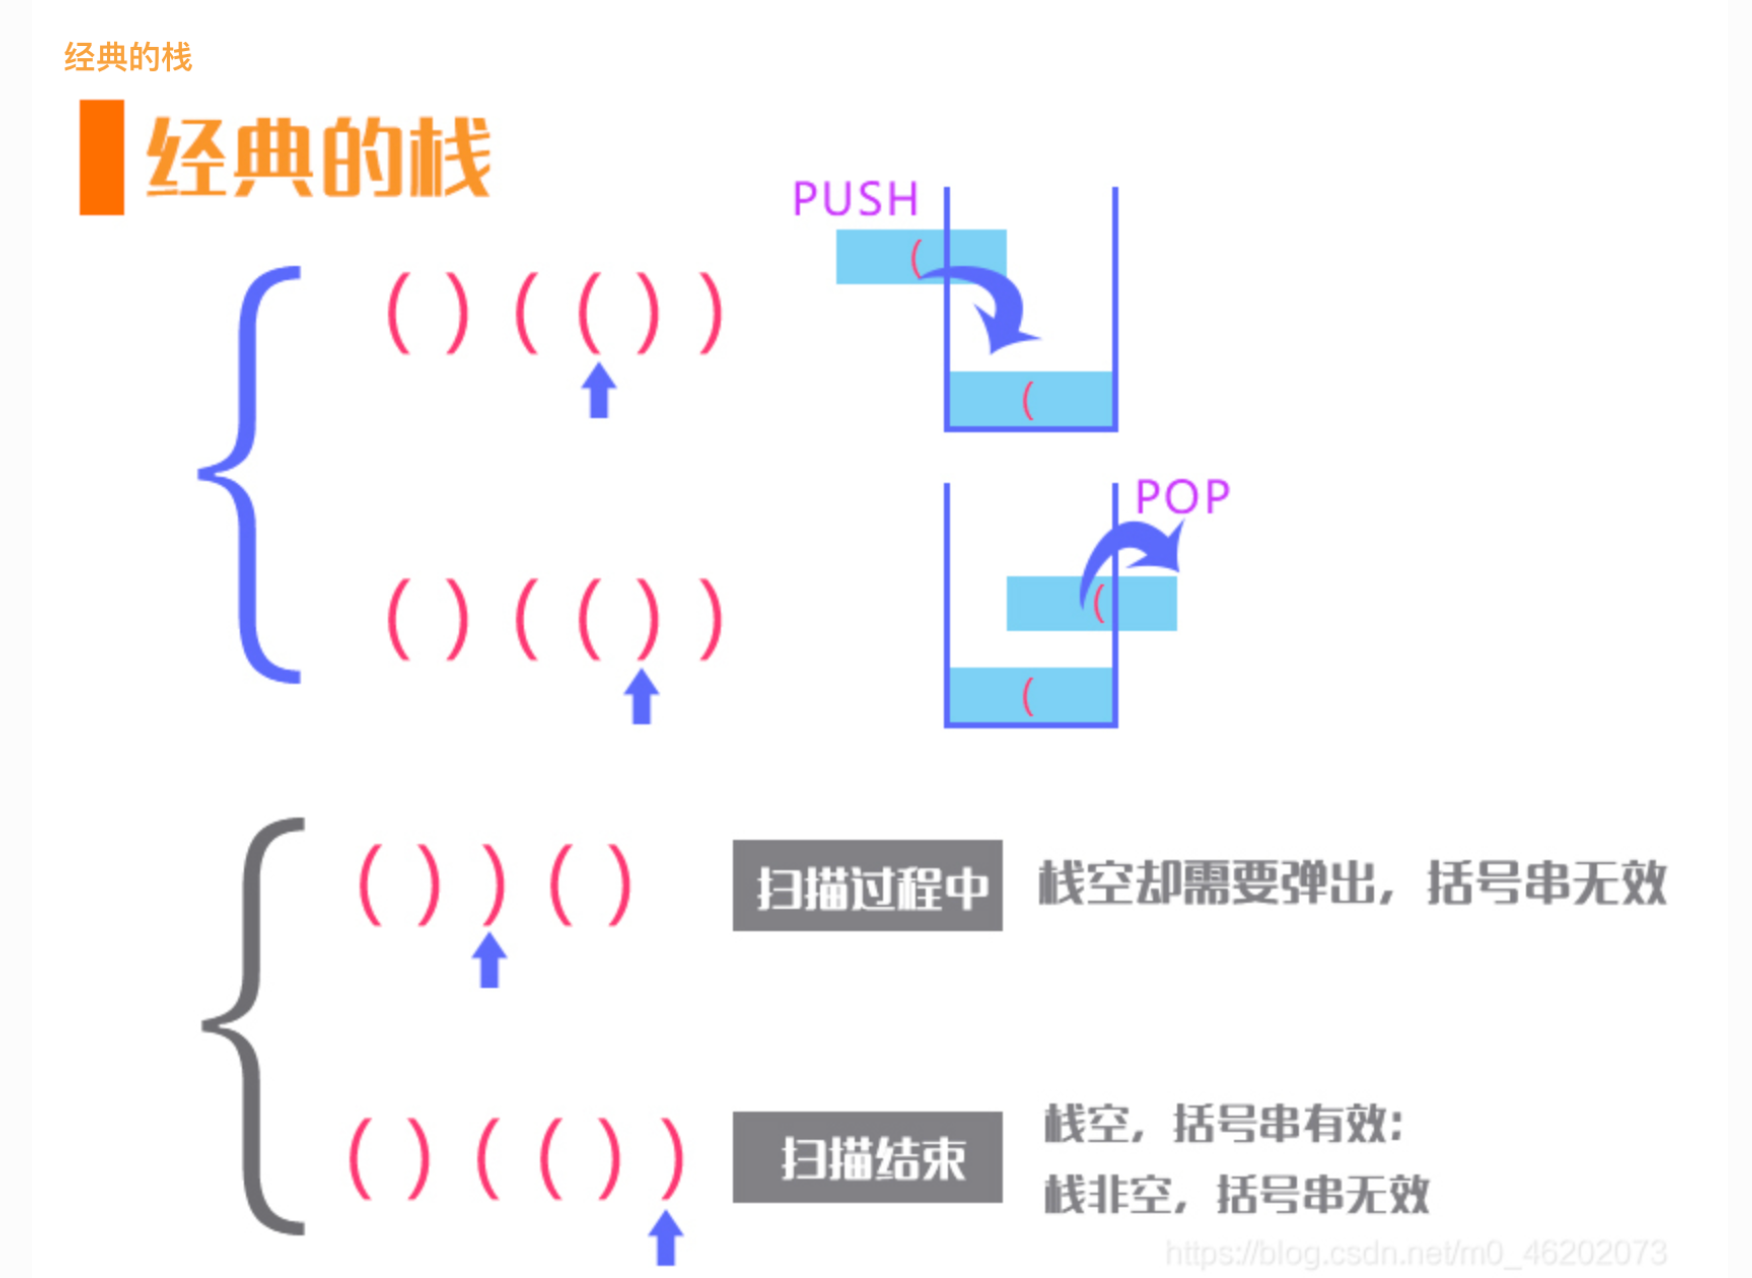 经典的栈
经典的栈
PUSH
(
()(())
(
POP
(
()(())
(
())()
扫描过程中
栈空却需要弹出，括号串无效
()(())
扫描结束
栈空，括号串有效；
栈非空，括号串无效
https://blog.csdn.net/m0_46202073